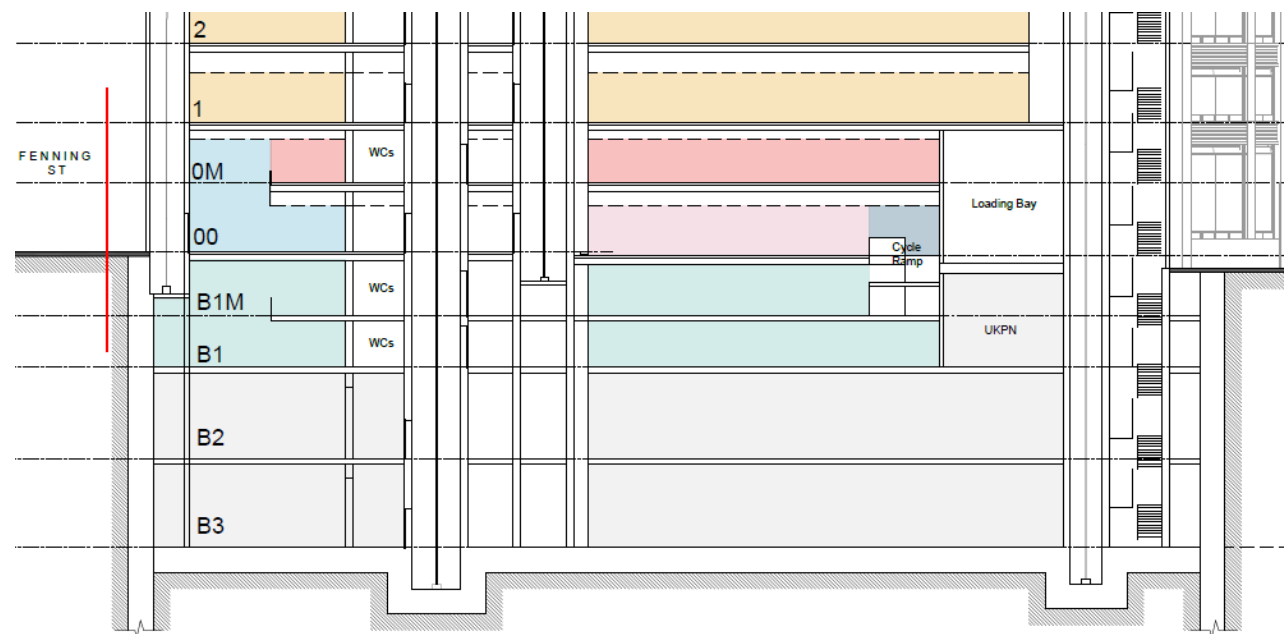 2
1
FENNING
ST
WCs
0M
Loading Bay
00
Cycle
Ramp
WCs
B1M
UKPN
WCs
B1
B2
B3